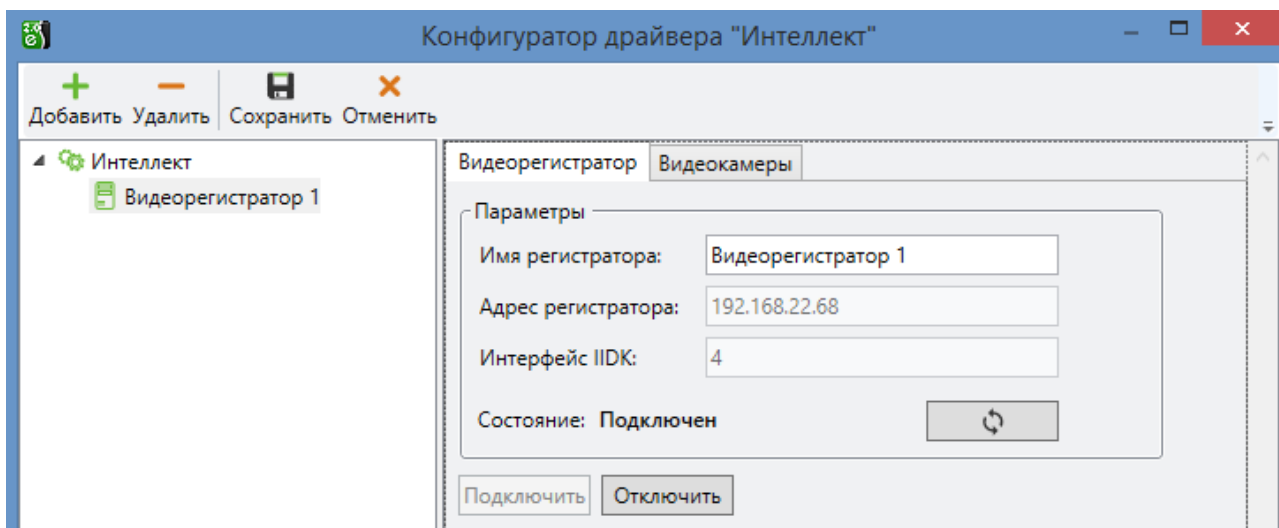 Конфигуратор драйвера "Интеллект"
Добавить Удалить Сохранить Отменить
Интеллект
Видеорегистратор 1
Видеорегистратор Видеокамеры
Параметры
Имя регистратора: Видеорегистратор 1
Адрес регистратора: 192.168.22.68
Интерфейс IIDK: 4
Состояние: Подключен
Подключить Отключить